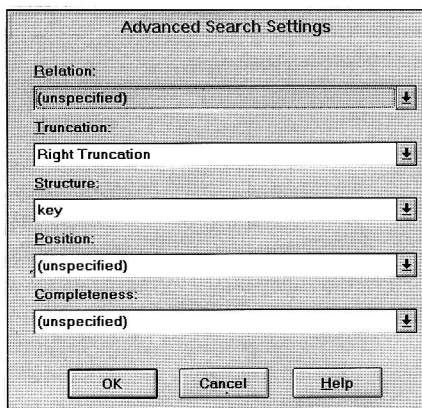 Advanced Search Settings
Relation:
(unspecified)
Truncation:
Right Truncation
Structure:
key
Position:
(unspecified)
Completeness:
(unspecified)
OK Cancel Help